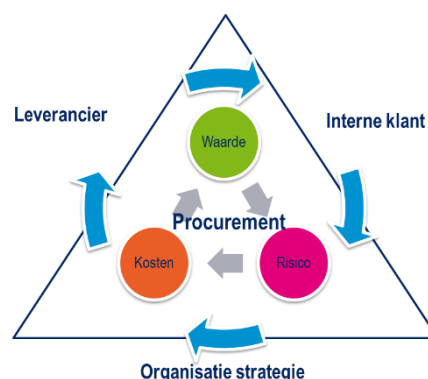 Leverancier
Interne klant
Waarde
Procurement
Kosten
Risico
Organisatie strategie